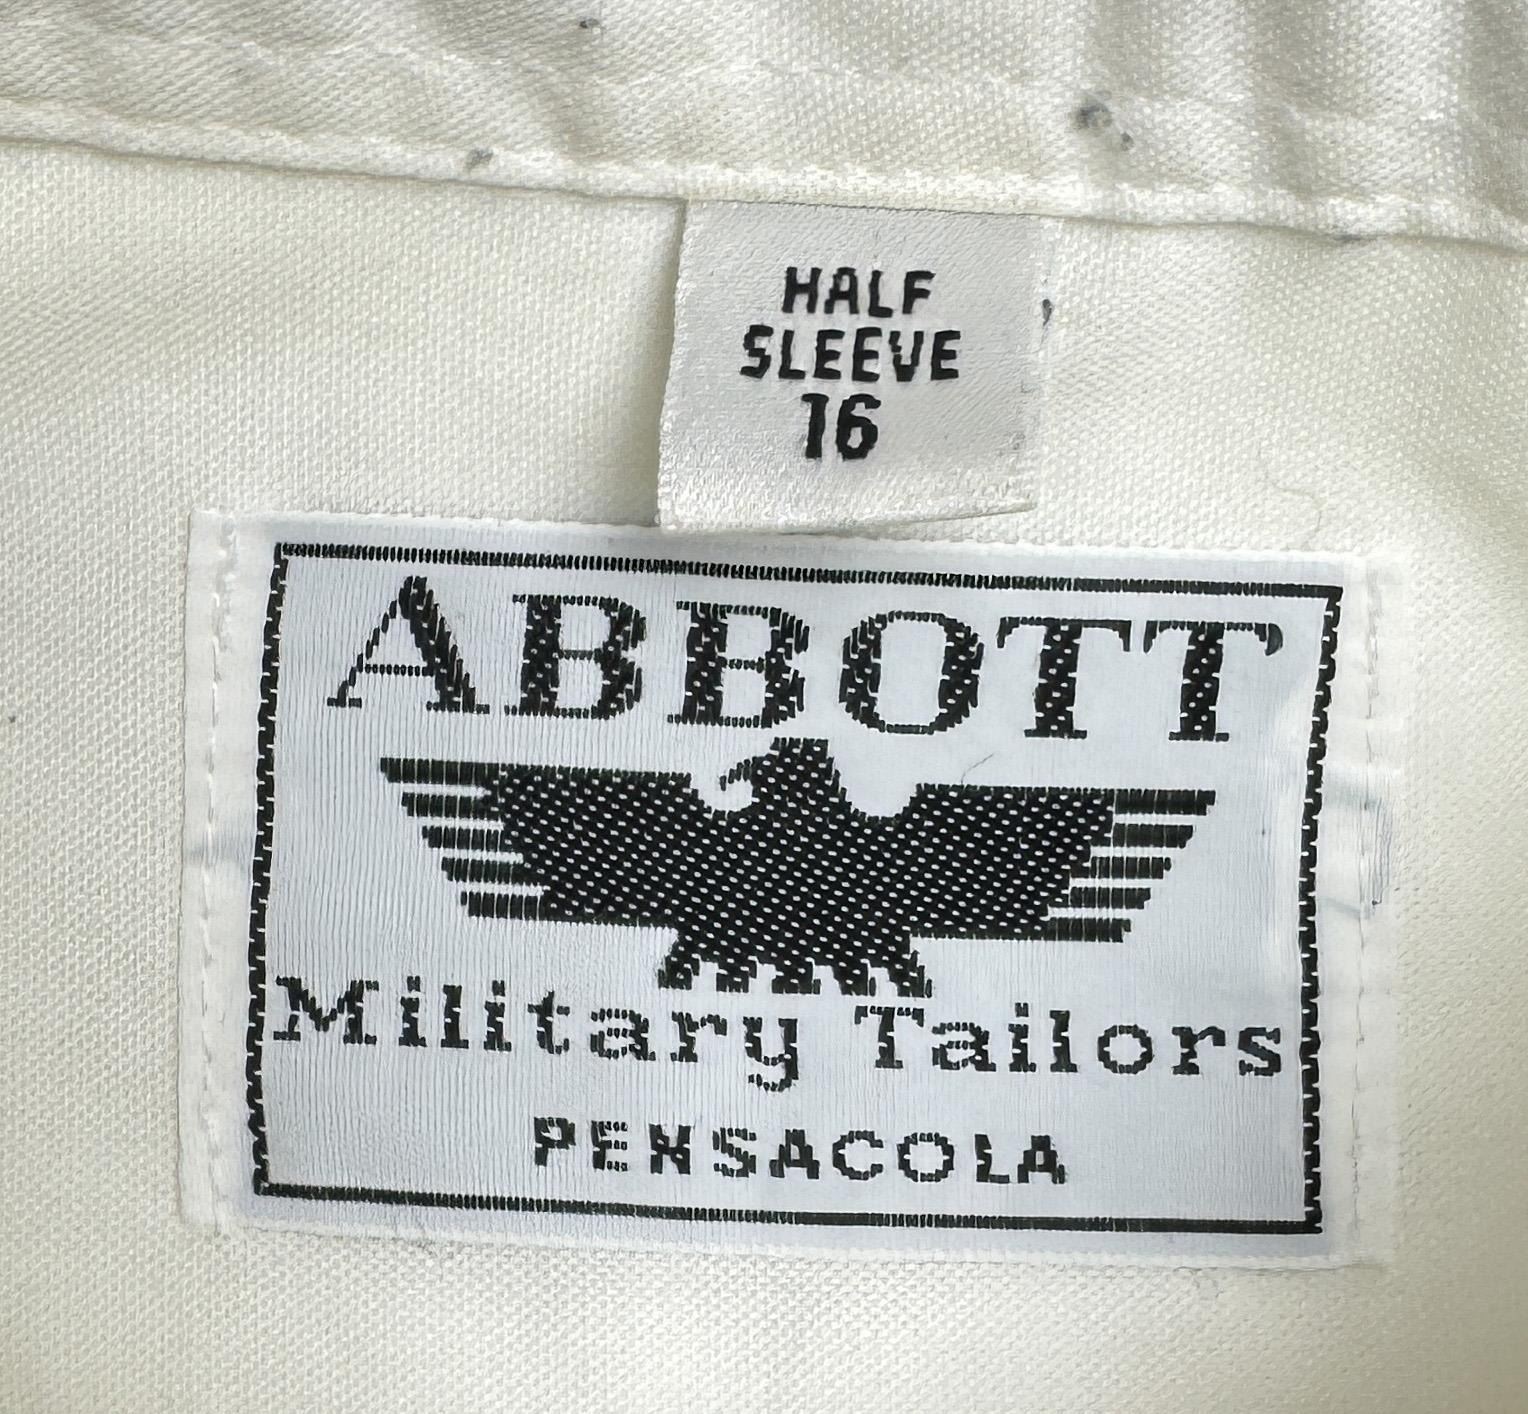 HALF
SLEEVE
16
ABBOTT
Military Tailors
PENSACOLA